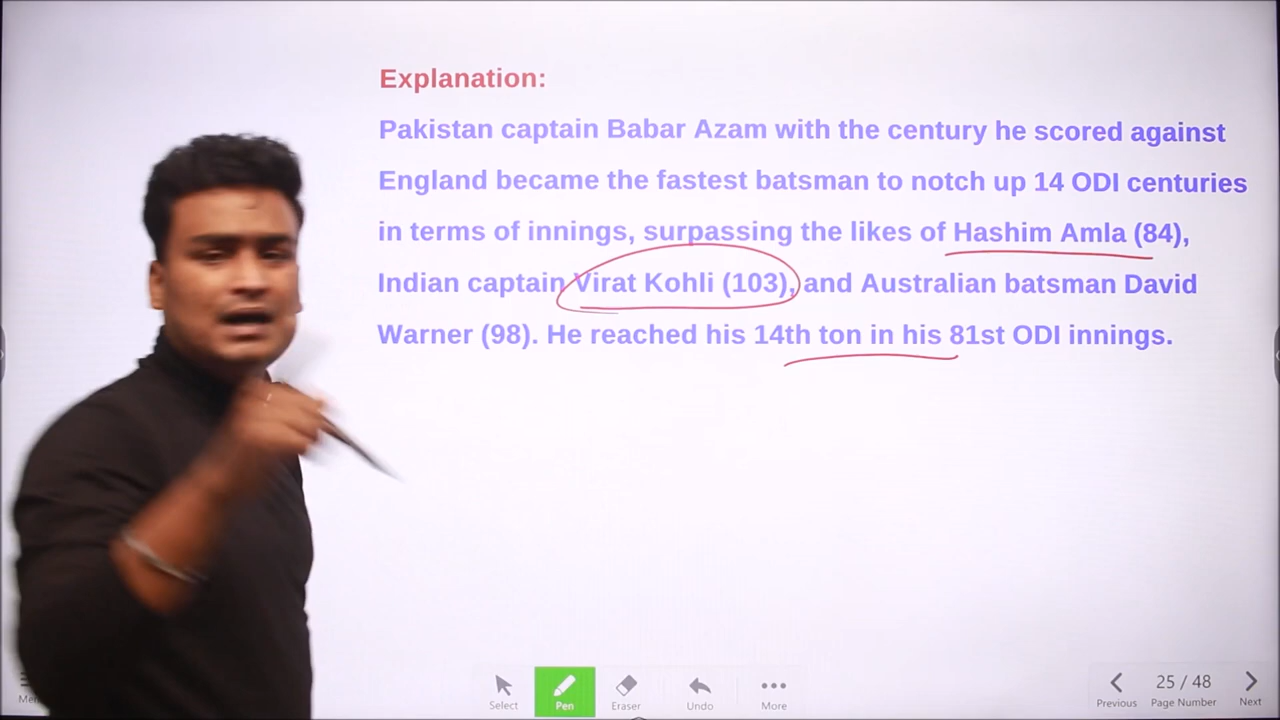 Explanation:
Pakistan captain Babar Azam with the century he scored against
England became the fastest batsman to notch up 14 ODI centuries
in terms of innings, surpassing the likes of Hashim Amla (84),
Indian captain Virat Kohli (103), and Australian batsman David
Warner (98). He reached his 14th ton in his 81st ODI innings.
Select
Pen
Eraser
Undo
More
Previous
25 / 48
Page Number
Next